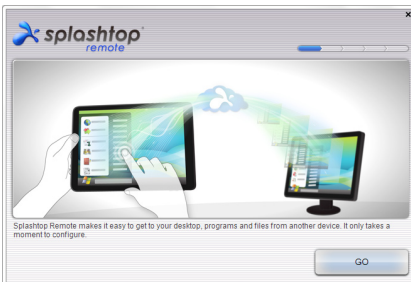 splashtop
remote
Splashtop Remote makes it easy to get to your desktop, programs and files from another device. It only takes a
moment to configure.
GO